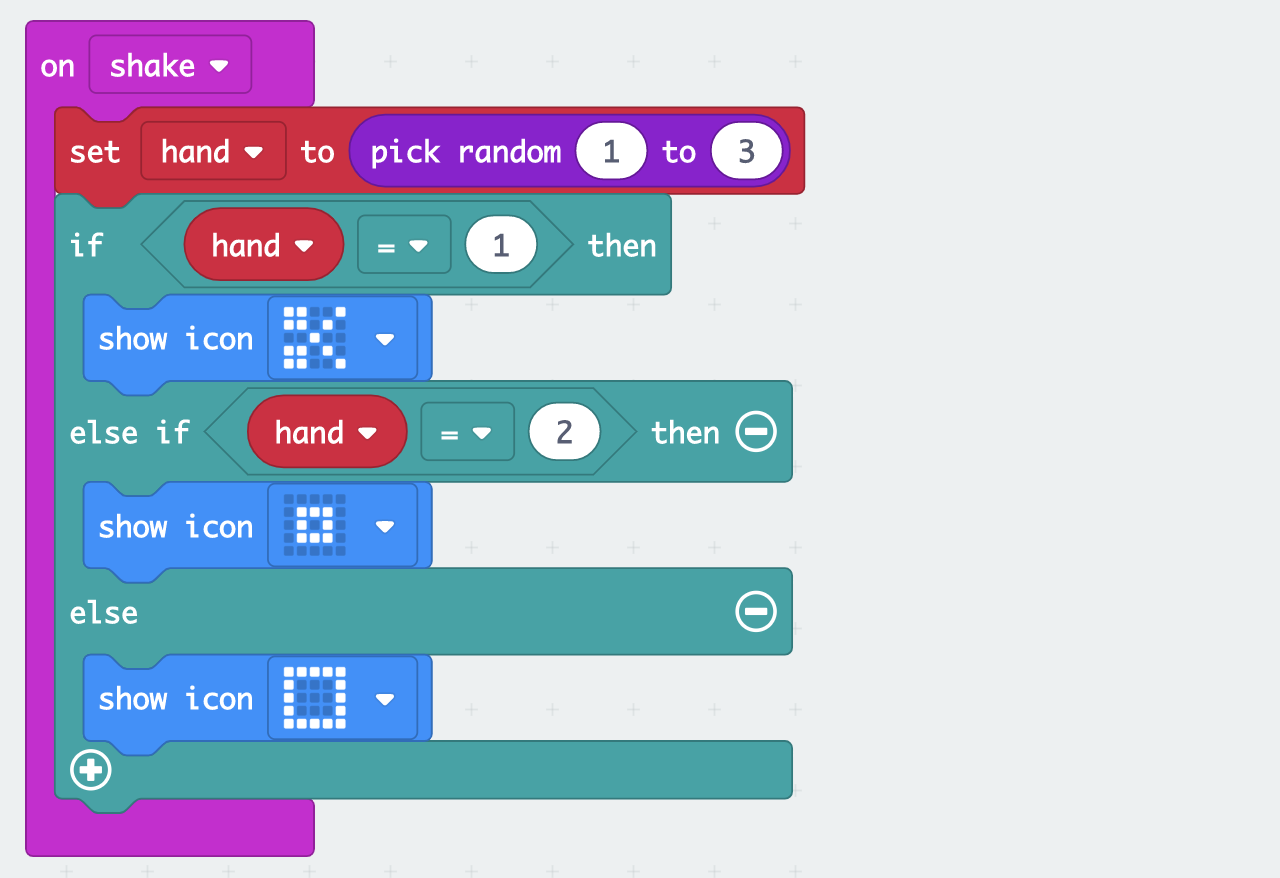 on shake
set hand to pick random 1 to 3
if hand = 1 then
show icon
else if hand = 2 then
show icon
else
show icon